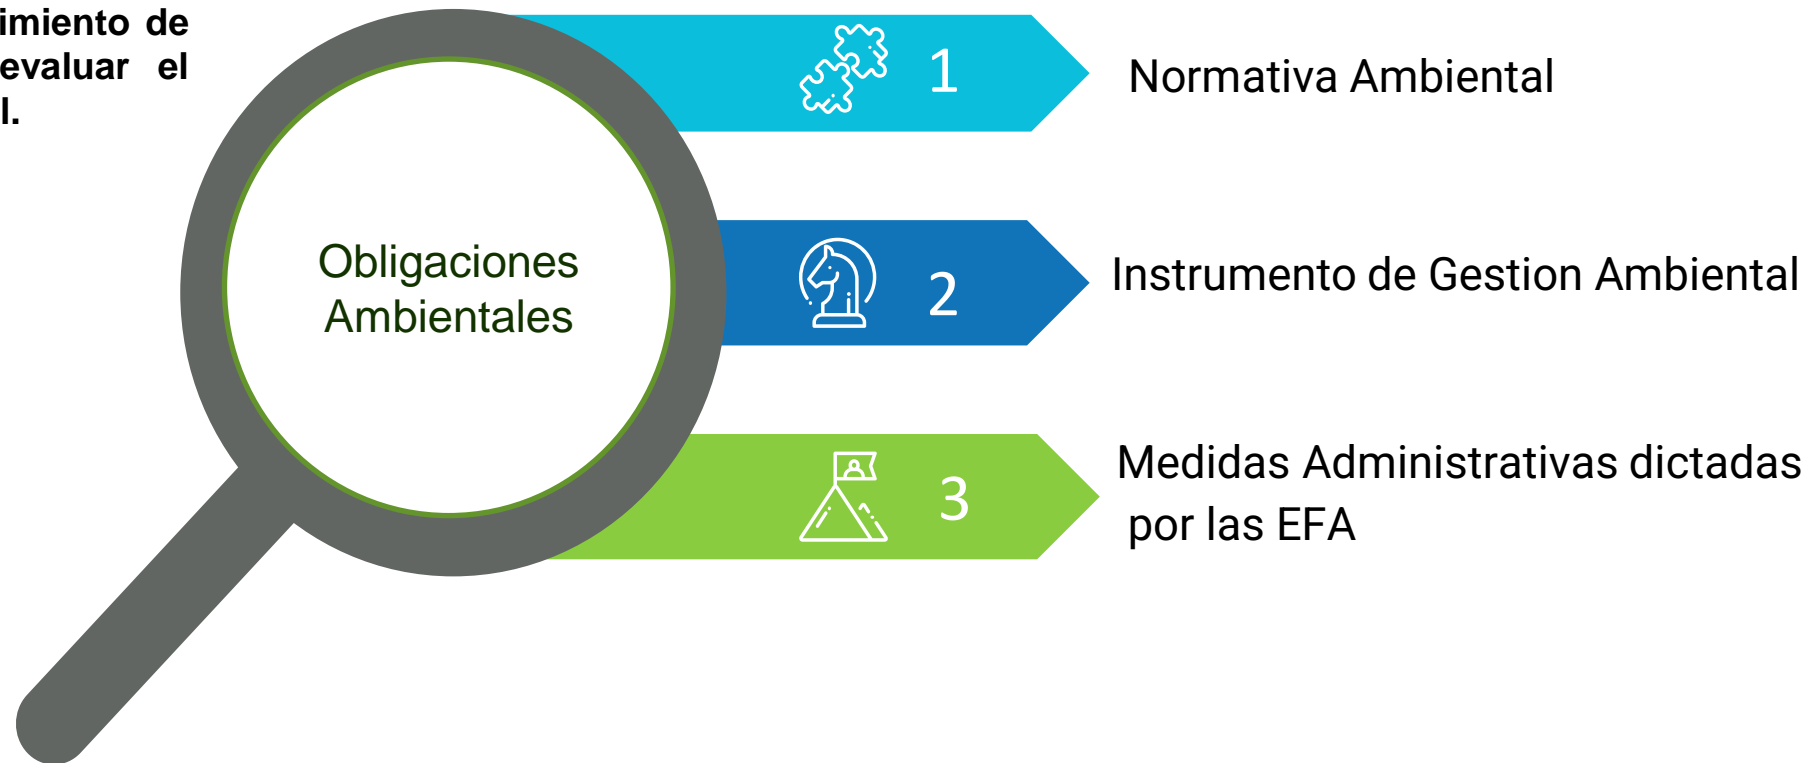 de
evaluar el
1
Normativa Ambiental
Obligaciones
Ambientales
2
Instrumento de Gestion Ambiental
3
Medidas Administrativas dictadas
por las EFA